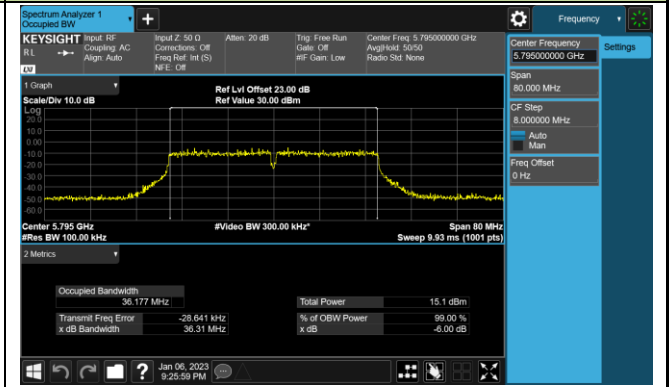 Spectrum Analyzer 1
Occupied BW
Frequency
KEYSIGHT
RL
LXI
Input: RF
Coupling: AC
Align: Auto
Input Z: 50 Ω
Corrections: Off
Freq Ref: Int (S)
NFE: Off
Atten: 20 dB
Trig: Free Run
Gate: Off
#IF Gain: Low
Center Freq: 5.795000000 GHz
Avg|Hold: 50/50
Radio Std: None
Center Frequency
5.795000000 GHz
Settings
Span
80.000 MHz
CF Step
8.000000 MHz
Auto
Man
Freq Offset
0 Hz
1 Graph
Scale/Div 10.0 dB
Ref Lvl Offset 23.00 dB
Ref Value 30.00 dBm
Log
20.0
10.0
0.00
-10.0
-20.0
-30.0
-40.0
-50.0
-60.0
Center 5.795 GHz
#Video BW 300.00 kHz*
Span 80 MHz
#Res BW 100.00 kHz
Sweep 9.93 ms (1001 pts)
2 Metrics
Occupied Bandwidth
36.177 MHz
Total Power 15.1 dBm
Transmit Freq Error -28.641 kHz
% of OBW Power 99.00 %
x dB Bandwidth 36.31 MHz
x dB -6.00 dB
?
Jan 06, 2023
9:25:59 PM